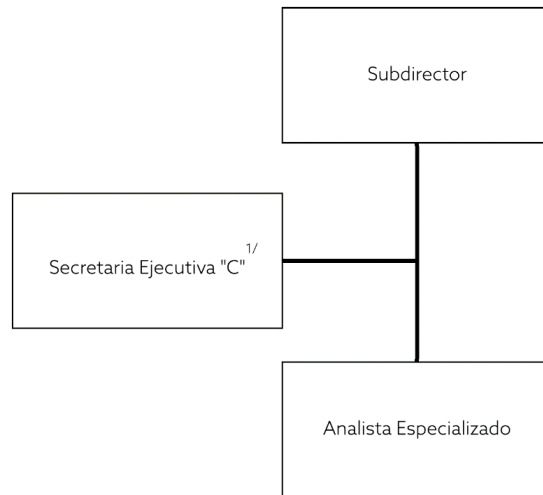 Subdirector
Secretaria Ejecutiva "C" 1/
Analista Especializado